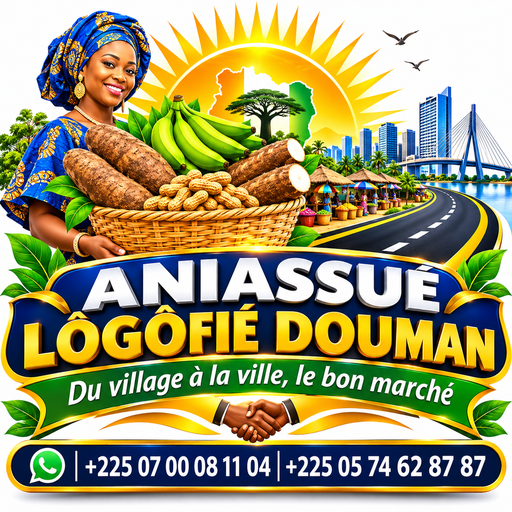 ANIASSUÉ
LÔGÔFIÉ DOUMAN
Du village à la ville, le bon marché
| +225 07 00 08 11 04 | +225 05 74 62 87 87